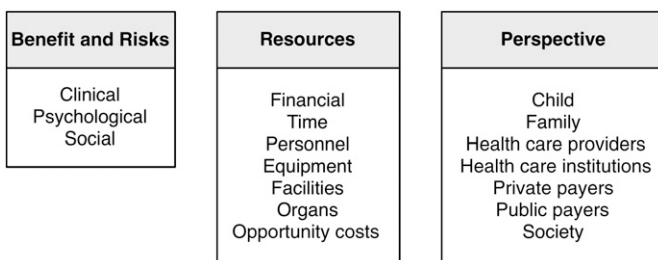 Benefit and Risks
Clinical
Psychological
Social
Resources
Financial
Time
Personnel
Equipment
Facilities
Organs
Opportunity costs
Perspective
Child
Family
Health care providers
Health care institutions
Private payers
Public payers
Society